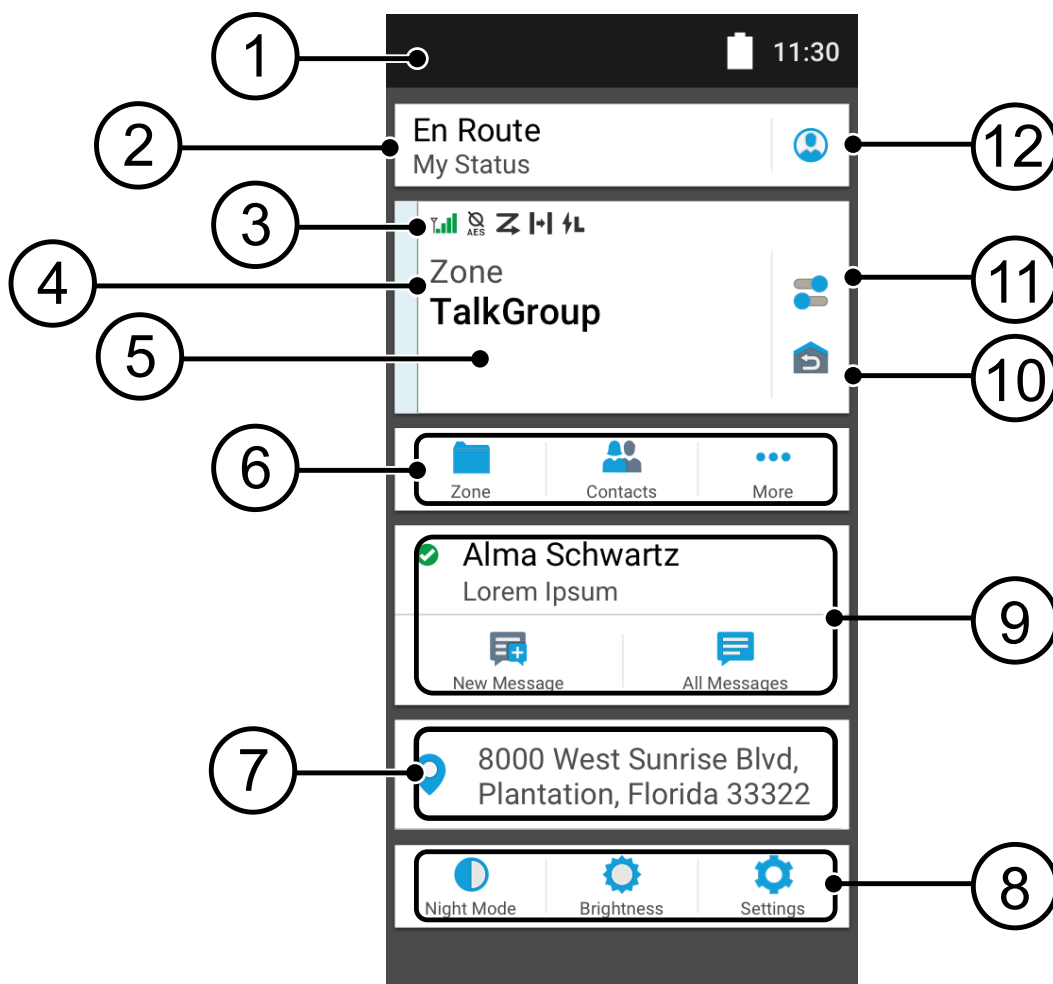 1
11:30
2
En Route
My Status
12
3
AES
L
4
Zone
TalkGroup
11
5
10
6
Zone
Contacts
More
Alma Schwartz
Lorem Ipsum
9
New Message
All Messages
7
8000 West Sunrise Blvd,
Plantation, Florida 33322
8
Night Mode
Brightness
Settings